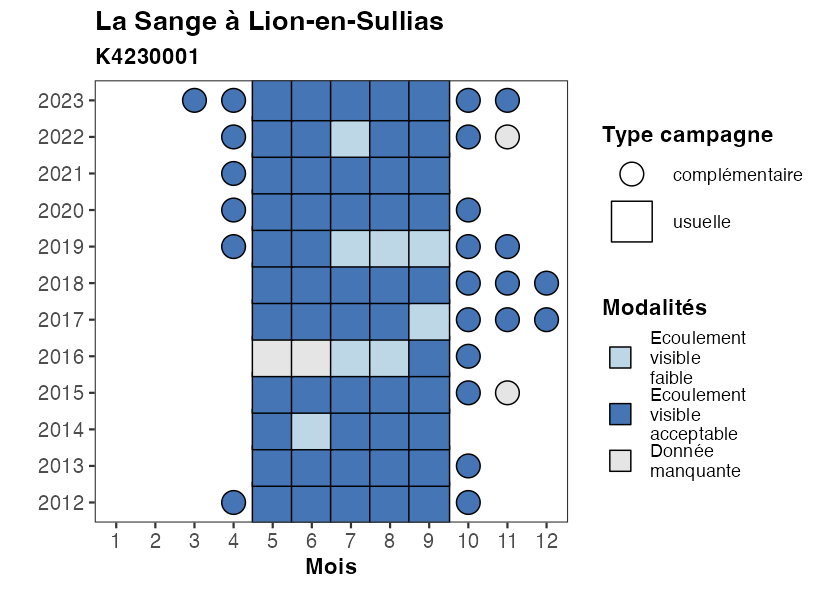 La Sange à Lion-en-Sullias
K4230001
2023
2022
2021
2020
2019
2018
2017
2016
2015
2014
2013
2012
1 2 3 4 5 6 7 8 9 10 11 12
Mois
Type campagne
complémentaire
usuelle
Modalités
Ecoulement
visible
faible
Ecoulement
visible
acceptable
Donnée
manquante